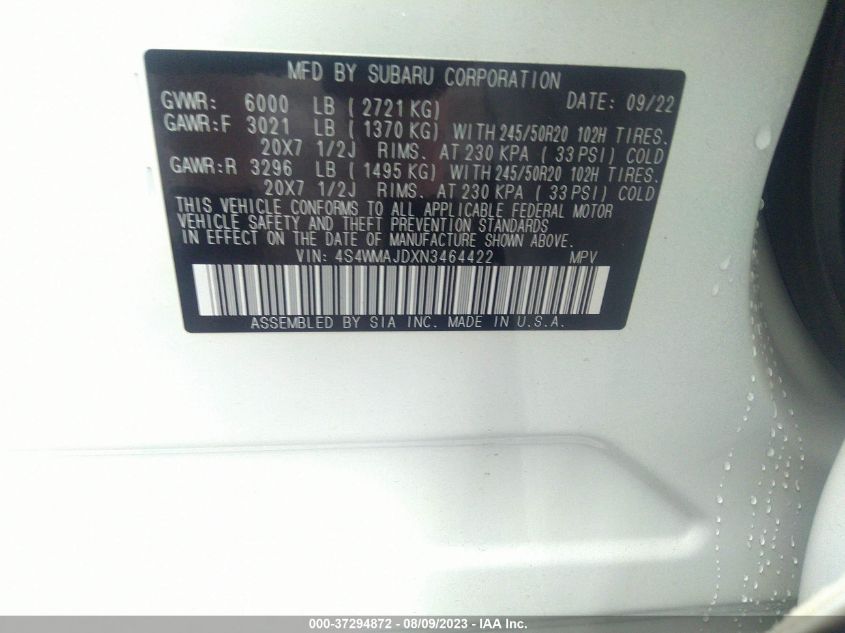 MFD BY SUBARU CORPORATION
GVWR: 6000 LB ( 2721 KG) DATE: 09/22
GAWR:F 3021 LB ( 1370 KG) WITH 245/50R20 102H TIRES.
20X7 1/2J RIMS. AT 230 KPA ( 33 PSI) COLD
GAWR:R 3296 LB ( 1495 KG) WITH 245/50R20 102H TIRES.
20X7 1/2J RIMS. AT 230 KPA ( 33 PSI) COLD
THIS VEHICLE CONFORMS TO ALL APPLICABLE FEDERAL MOTOR
VEHICLE SAFETY AND THEFT PREVENTION STANDARDS
IN EFFECT ON THE DATE OF MANUFACTURE SHOWN ABOVE.
VIN: 4S4WMAJDXN3464422 MPV
ASSEMBLED BY SIA INC. MADE IN U.S.A.
000-37294872 - 08/09/2023 - IAA Inc.